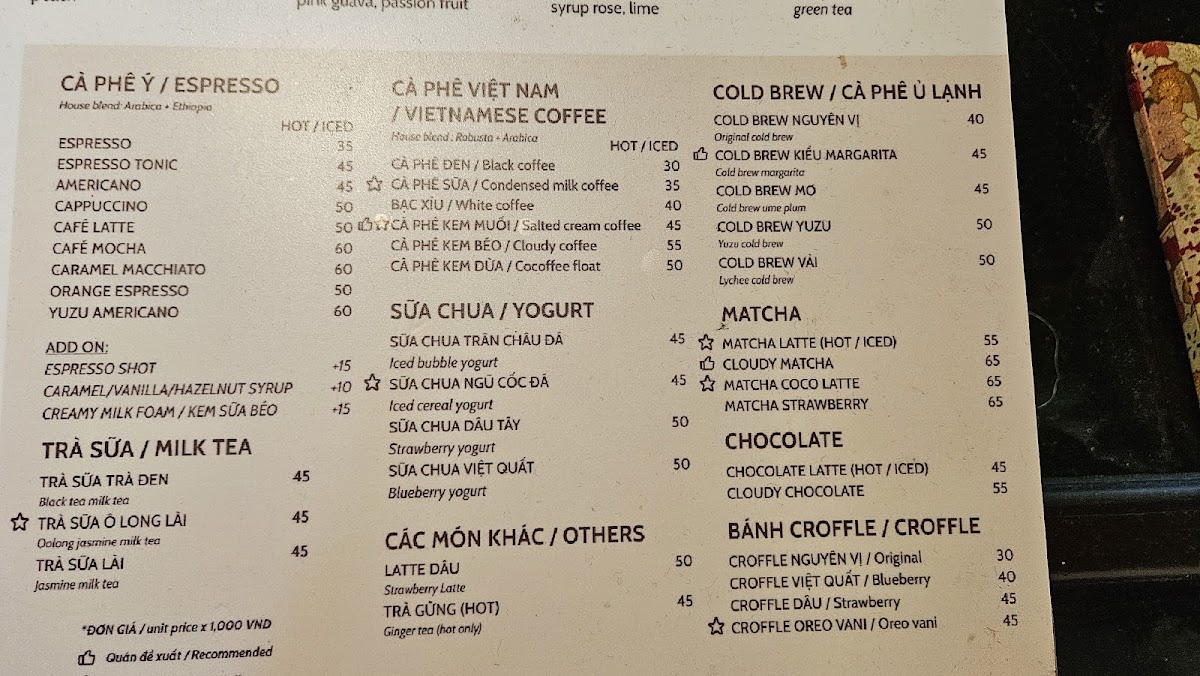 pink guava, passion fruit
syrup rose, lime
green tea
CÀ PHÊ Ý / ESPRESSO
House blend: Arabica + Ethiopia
HOT / ICED
ESPRESSO 35
ESPRESSO TONIC 45
AMERICANO 45
CAPPUCCINO 50
CAFÉ LATTE 50
CAFÉ MOCHA 60
CARAMEL MACCHIATO 60
ORANGE ESPRESSO 50
YUZU AMERICANO 60
ADD ON:
ESPRESSO SHOT +15
CARAMEL/VANILLA/HAZELNUT SYRUP +10
CREAMY MILK FOAM / KEM SỮA BÉO +15
TRÀ SỮA / MILK TEA
TRÀ SỮA TRÀ ĐEN 45
Black tea milk tea
TRÀ SỮA Ô LONG LÀI 45
Oolong jasmine milk tea
TRÀ SỮA LÀI 45
Jasmine milk tea
*ĐƠN GIÁ / unit price x 1,000 VND
Quán đề xuất / Recommended
CÀ PHÊ VIỆT NAM
/ VIETNAMESE COFFEE
House blend : Robusta + Arabica
HOT / ICED
CÀ PHÊ ĐEN / Black coffee 30
CÀ PHÊ SỮA / Condensed milk coffee 35
BẠC XỈU / White coffee 40
CÀ PHÊ KEM MUỐI / Salted cream coffee 45
CÀ PHÊ KEM BÉO / Cloudy coffee 55
CÀ PHÊ KEM DỪA / Cocoffee float 50
SỮA CHUA / YOGURT
SỮA CHUA TRÂN CHÂU ĐÁ 45
Iced bubble yogurt
SỮA CHUA NGŨ CỐC ĐÁ 45
Iced cereal yogurt
SỮA CHUA DÂU TÂY 50
Strawberry yogurt
SỮA CHUA VIỆT QUẤT 50
Blueberry yogurt
CÁC MÓN KHÁC / OTHERS
LATTE DÂU 50
Strawberry Latte
TRÀ GỪNG (HOT) 45
Ginger tea (hot only)
COLD BREW / CÀ PHÊ Ủ LẠNH
COLD BREW NGUYÊN VỊ 40
Original cold brew
COLD BREW KIỂU MARGARITA 45
Cold brew margarita
COLD BREW MƠ 45
Cold brew ume plum
COLD BREW YUZU 50
Yuzu cold brew
COLD BREW VẢI 50
Lychee cold brew
MATCHA
MATCHA LATTE (HOT / ICED) 55
CLOUDY MATCHA 65
MATCHA COCO LATTE 65
MATCHA STRAWBERRY 65
CHOCOLATE
CHOCOLATE LATTE (HOT / ICED) 45
CLOUDY CHOCOLATE 55
BÁNH CROFFLE / CROFFLE
CROFFLE NGUYÊN VỊ / Original 30
CROFFLE VIỆT QUẤT / Blueberry 40
CROFFLE DÂU / Strawberry 45
CROFFLE OREO VANI / Oreo vani 45